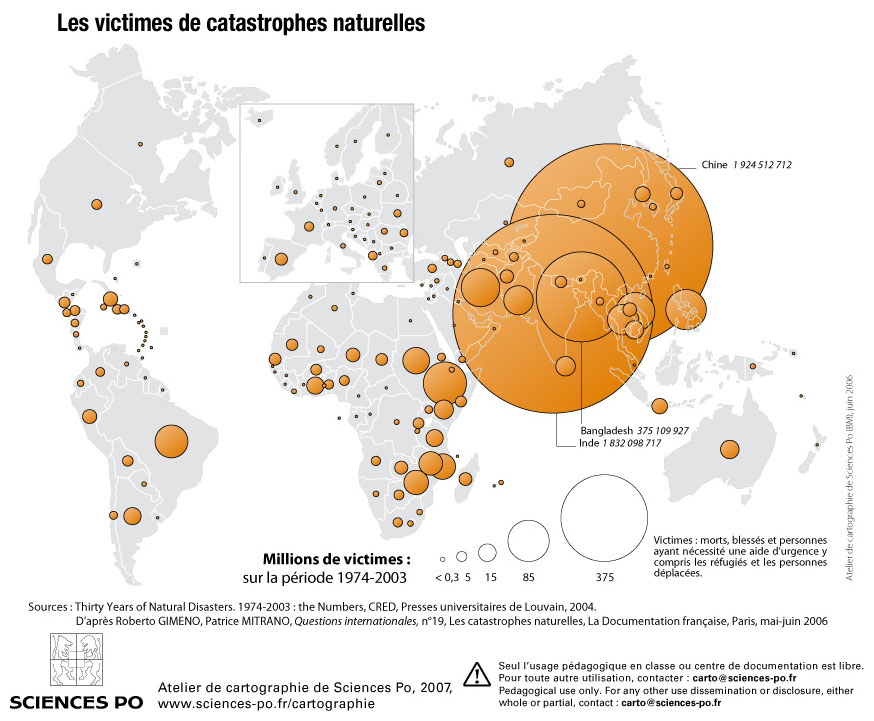 Les victimes de catastrophes naturelles
Chine 1 924 512 712
Bangladesh 375 109 927
Inde 1 832 098 717
Millions de victimes :
sur la période 1974-2003
< 0,3 5 15 85 375
Victimes : morts, blessés et personnes
ayant nécessité une aide d'urgence y
compris les réfugiés et les personnes
déplacées.
Atelier de cartographie de Sciences Po (BM), juin 2006
Sources : Thirty Years of Natural Disasters. 1974-2003 : the Numbers, CRED, Presses universitaires de Louvain, 2004.
D'après Roberto GIMENO, Patrice MITRANO, Questions internationales, n°19, Les catastrophes naturelles, La Documentation française, Paris, mai-juin 2006
SCIENCES PO
Atelier de cartographie de Sciences Po, 2007,
www.sciences-po.fr/cartographie
Seul l'usage pédagogique en classe ou centre de documentation est libre.
Pour toute autre utilisation, contacter : carto@sciences-po.fr
Pedagogical use only. For any other use dissemination or disclosure, either
whole or partial, contact : carto@sciences-po.fr